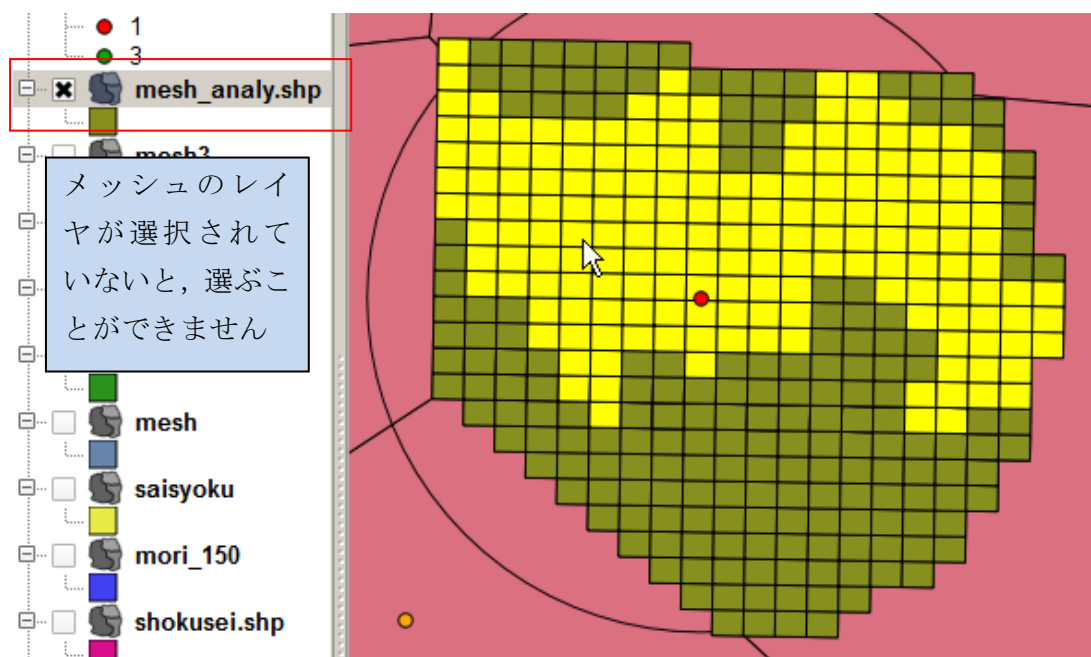 1
3
mesh_analy.shp
mesh3
メッシュのレイ
ヤが選択されて
いないと, 選ぶこ
とができません
mesh
saisyoku
mori_150
shokusei.shp